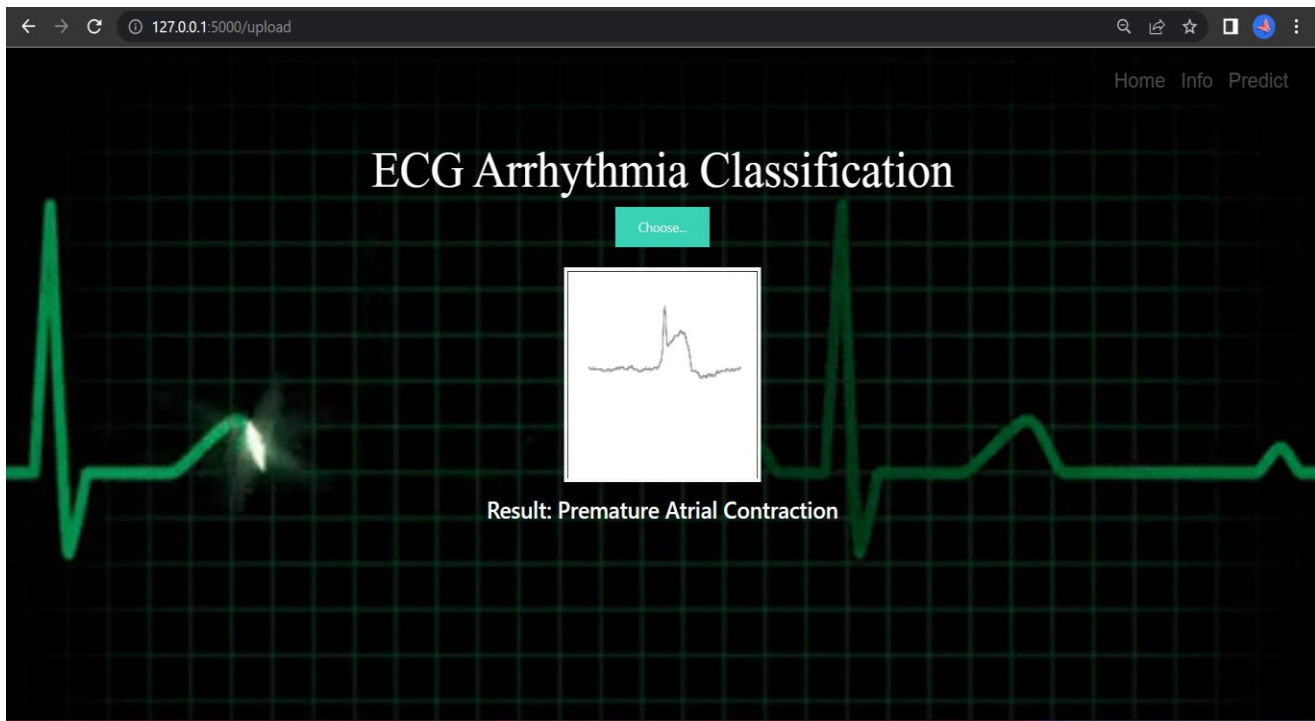 127.0.0.1:5000/upload
Home Info Predict
ECG Arrhythmia Classification
Choose...
Result: Premature Atrial Contraction